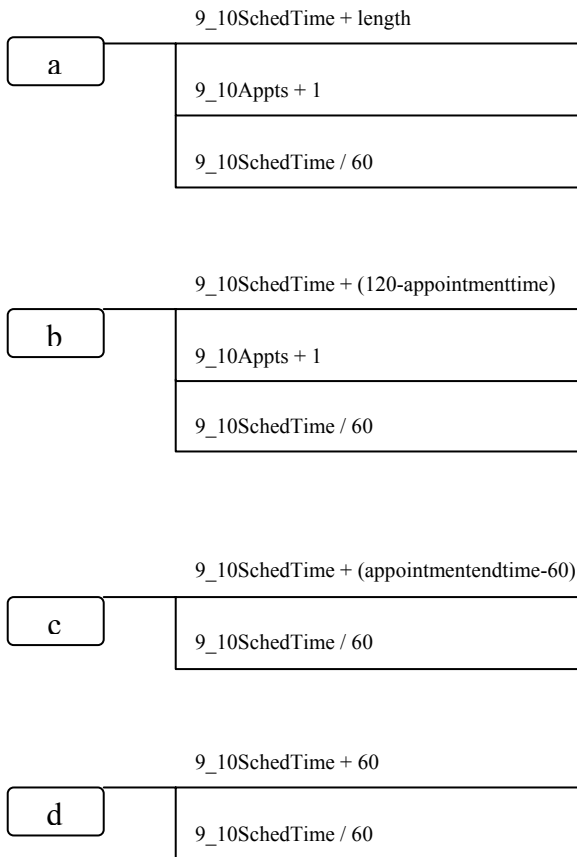 9_10SchedTime + length
a
9_10Appts + 1
9_10SchedTime / 60
9_10SchedTime + (120-appointmenttime)
b
9_10Appts + 1
9_10SchedTime / 60
9_10SchedTime + (appointmentendtime-60)
c
9_10SchedTime / 60
9_10SchedTime + 60
d
9_10SchedTime / 60